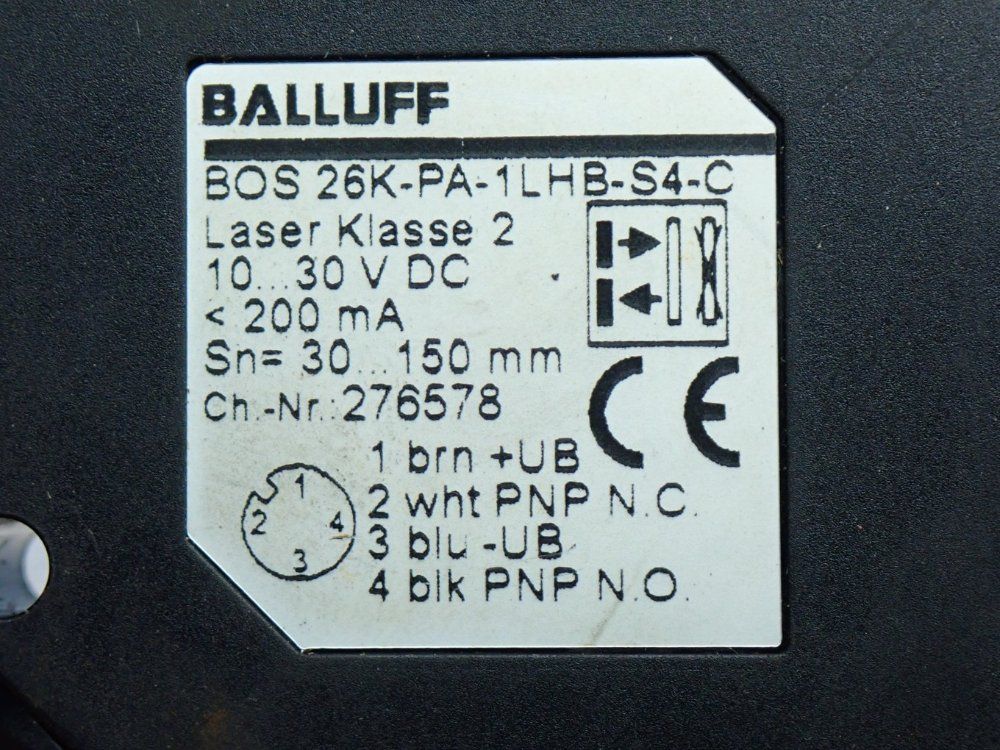 BALLUFF
BOS 26K-PA-1LHB-S4-C
Laser Klasse 2
10...30 V DC
< 200 mA
Sn= 30...150 mm
Ch.-Nr.:276578
CE
1 brn +UB
2 wht PNP N.C.
3 blu -UB
4 blk PNP N.O.
1
2 4
3